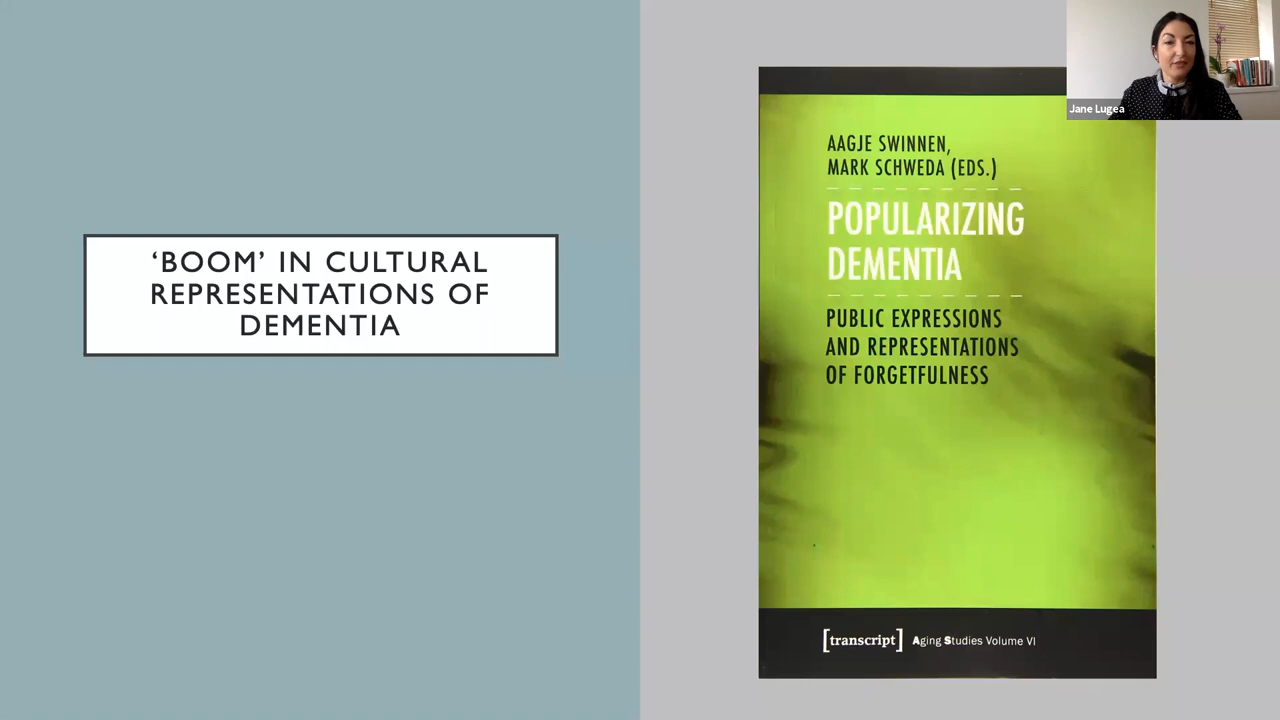 ‘BOOM’ IN CULTURAL
REPRESENTATIONS OF
DEMENTIA
AAGJE SWINNEN,
MARK SCHWEDA (EDS.)
POPULARIZING
DEMENTIA
PUBLIC EXPRESSIONS
AND REPRESENTATIONS
OF FORGETFULNESS
[transcript] Aging Studies Volume VI
Jane Lugea